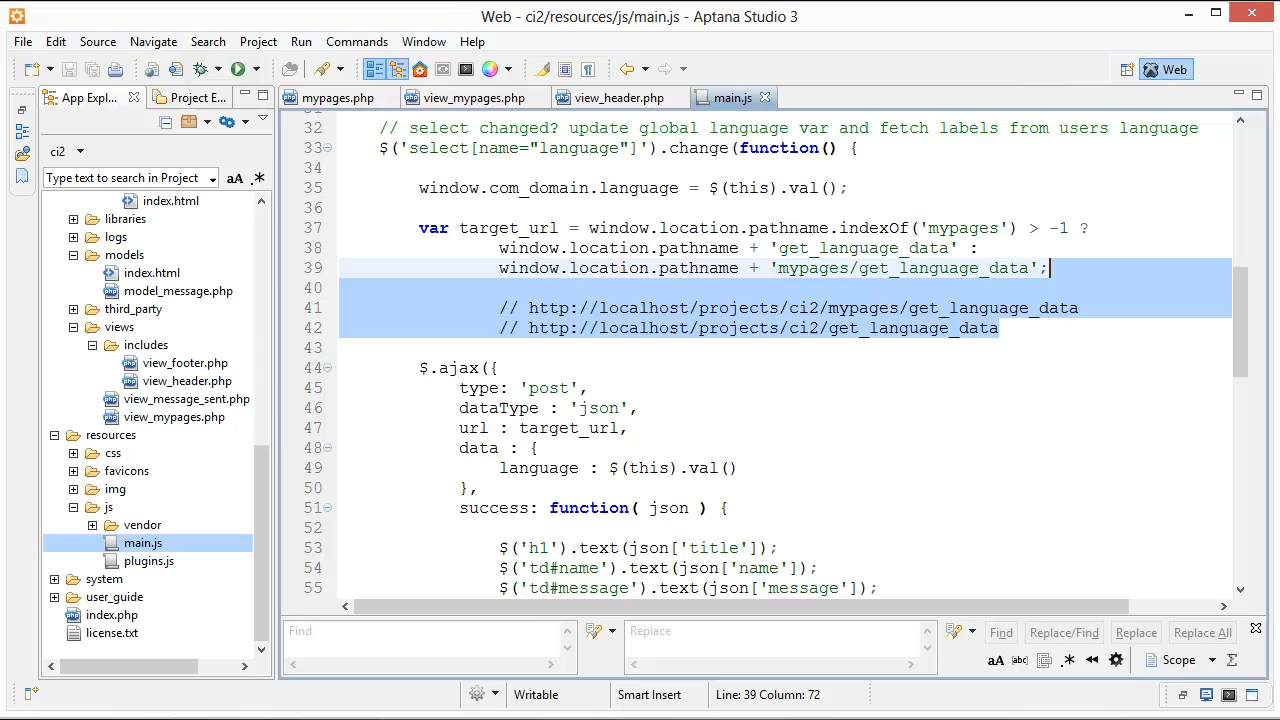 Web - ci2/resources/js/main.js - Aptana Studio 3
File Edit Source Navigate Search Project Run Commands Window Help
Web
App Expl... Project E...
mypages.php view_mypages.php view_header.php main.js
ci2
Type text to search in Project aA .*
index.html
libraries
logs
models
index.html
model_message.php
third_party
views
includes
view_footer.php
view_header.php
view_message_sent.php
view_mypages.php
resources
css
favicons
img
js
vendor
main.js
plugins.js
system
user_guide
index.php
license.txt
32 // select changed? update global language var and fetch labels from users language
33 $('select[name="language"]').change(function() {
34
35 window.com_domain.language = $(this).val();
36
37 var target_url = window.location.pathname.indexOf('mypages') > -1 ?
38 window.location.pathname + 'get_language_data' :
39 window.location.pathname + 'mypages/get_language_data';
40
41 // http://localhost/projects/ci2/mypages/get_language_data
42 // http://localhost/projects/ci2/get_language_data
43
44 $.ajax({
45 type: 'post',
46 dataType : 'json',
47 url : target_url,
48 data : {
49 language : $(this).val()
50 },
51 success: function( json ) {
52
53 $('h1').text(json['title']);
54 $('td#name').text(json['name']);
55 $('td#message').text(json['message']);
Find Replace Find Replace/Find Replace Replace All
aA abc .* Scope Σ
Writable Smart Insert Line: 39 Column: 72